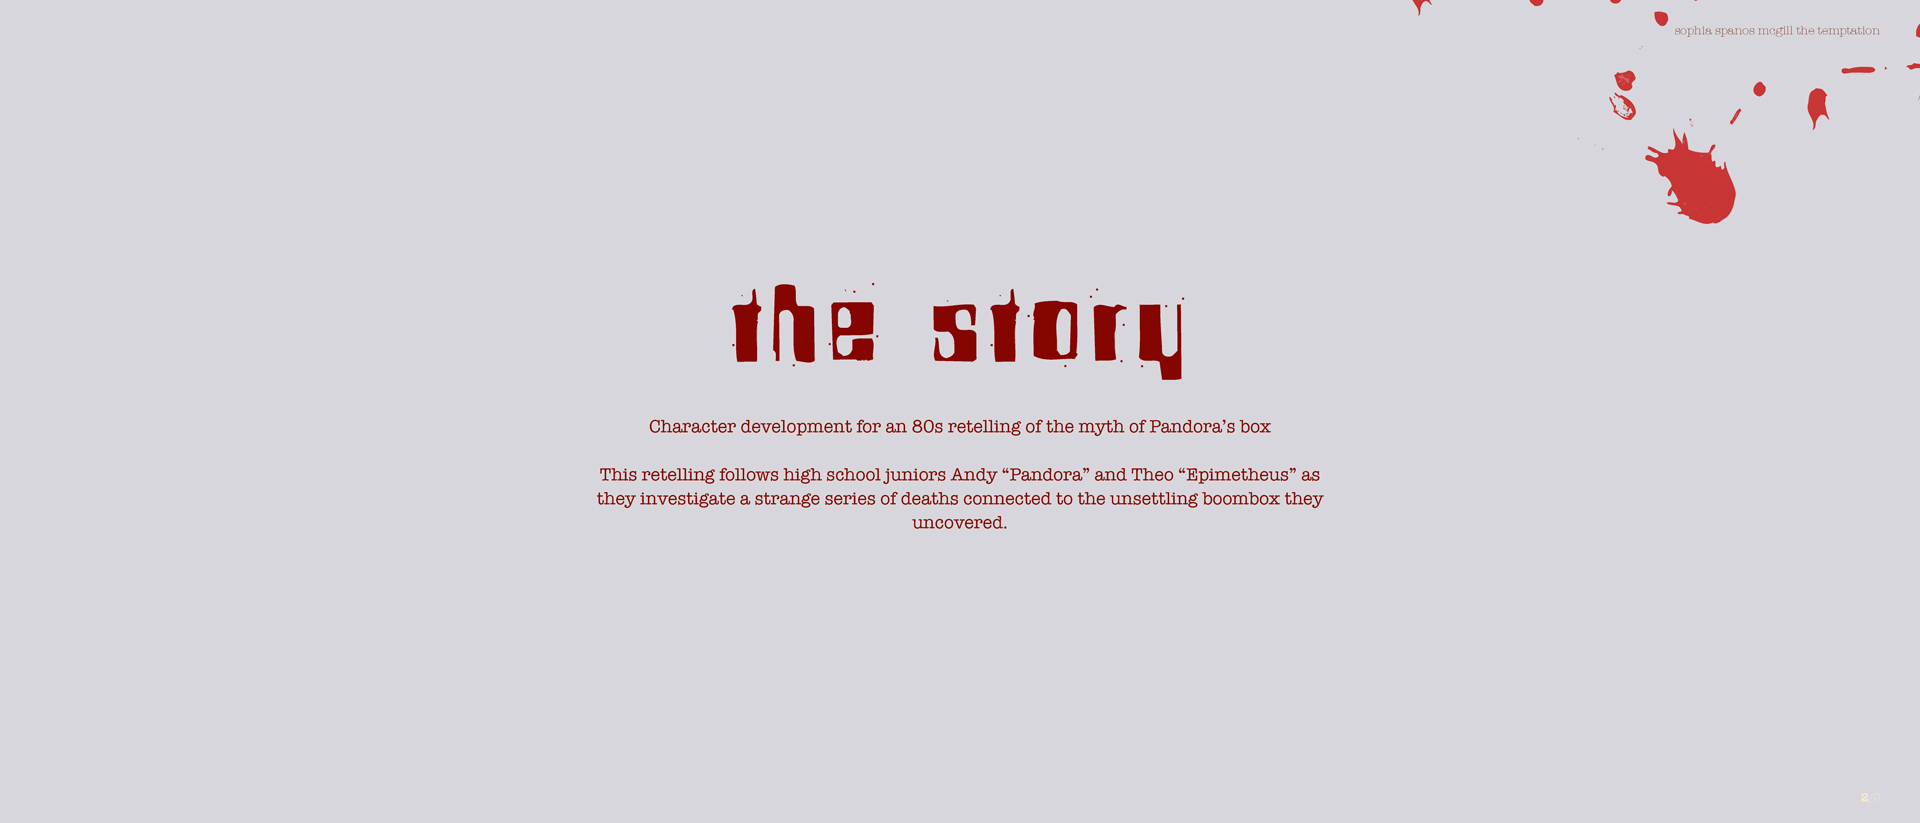 sophia spanos mcgill the temptation
the story
Character development for an 80s retelling of the myth of Pandora’s box
This retelling follows high school juniors Andy “Pandora” and Theo “Epimetheus” as
they investigate a strange series of deaths connected to the unsettling boombox they
uncovered.